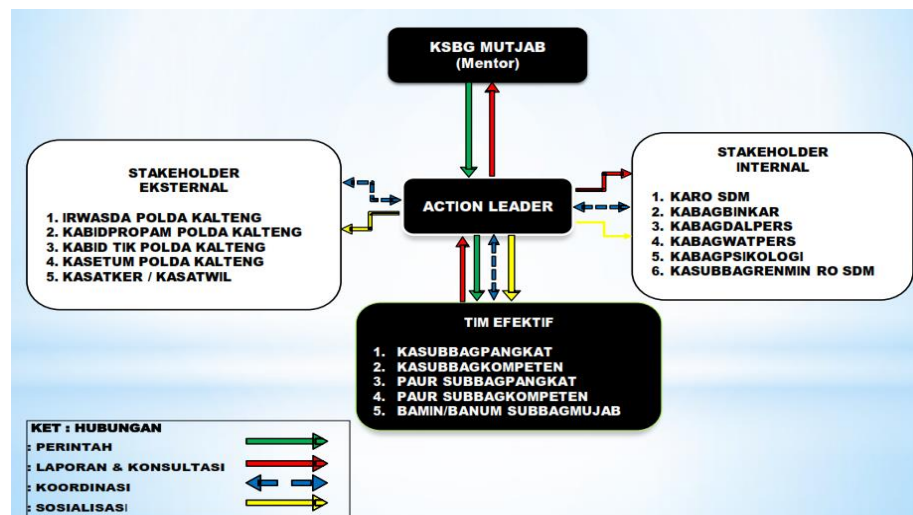 KSBG MUTJAB
(Mentor)
STAKEHOLDER
EKSTERNAL
1. IRWASDA POLDA KALTENG
2. KABIDPROPAM POLDA KALTENG
3. KABID TIK POLDA KALTENG
4. KASETUM POLDA KALTENG
5. KASATKER / KASATWIL
ACTION LEADER
STAKEHOLDER
INTERNAL
1. KARO SDM
2. KABAGBINKAR
3. KABAGDALPERS
4. KABAGWATPERS
5. KABAGPSIKOLOGI
6. KASUBBAGRENMIN RO SDM
TIM EFEKTIF
1. KASUBBAGPANGKAT
2. KASUBBAGKOMPETEN
3. PAUR SUBBAGPANGKAT
4. PAUR SUBBAGKOMPETEN
5. BAMIN/BANUM SUBBAGMUJAB
KET : HUBUNGAN
: PERINTAH
: LAPORAN & KONSULTASI
: KOORDINASI
: SOSIALISASI